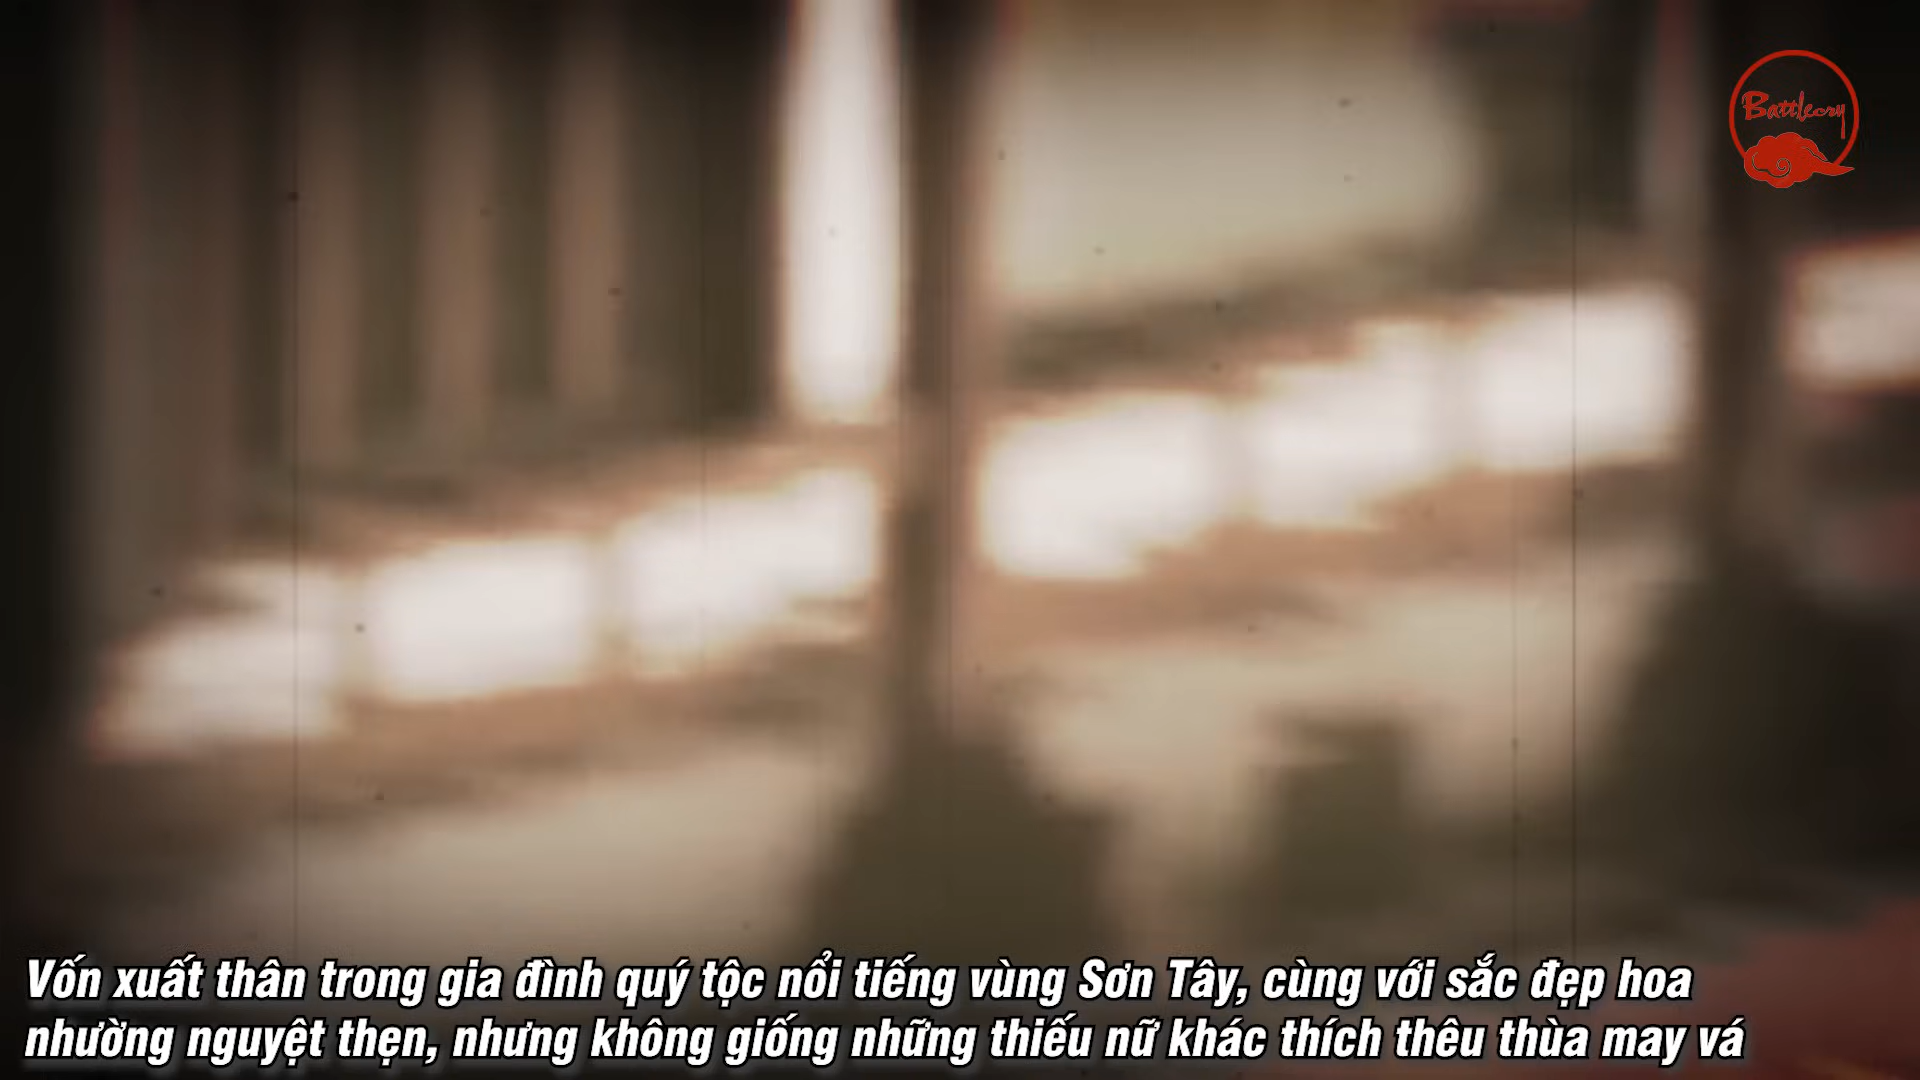 Battlecry
Vốn xuất thân trong gia đình quý tộc nổi tiếng vùng Sơn Tây, cùng với sắc đẹp hoa
nhường nguyệt thẹn, nhưng không giống những thiếu nữ khác thích thêu thùa may vá